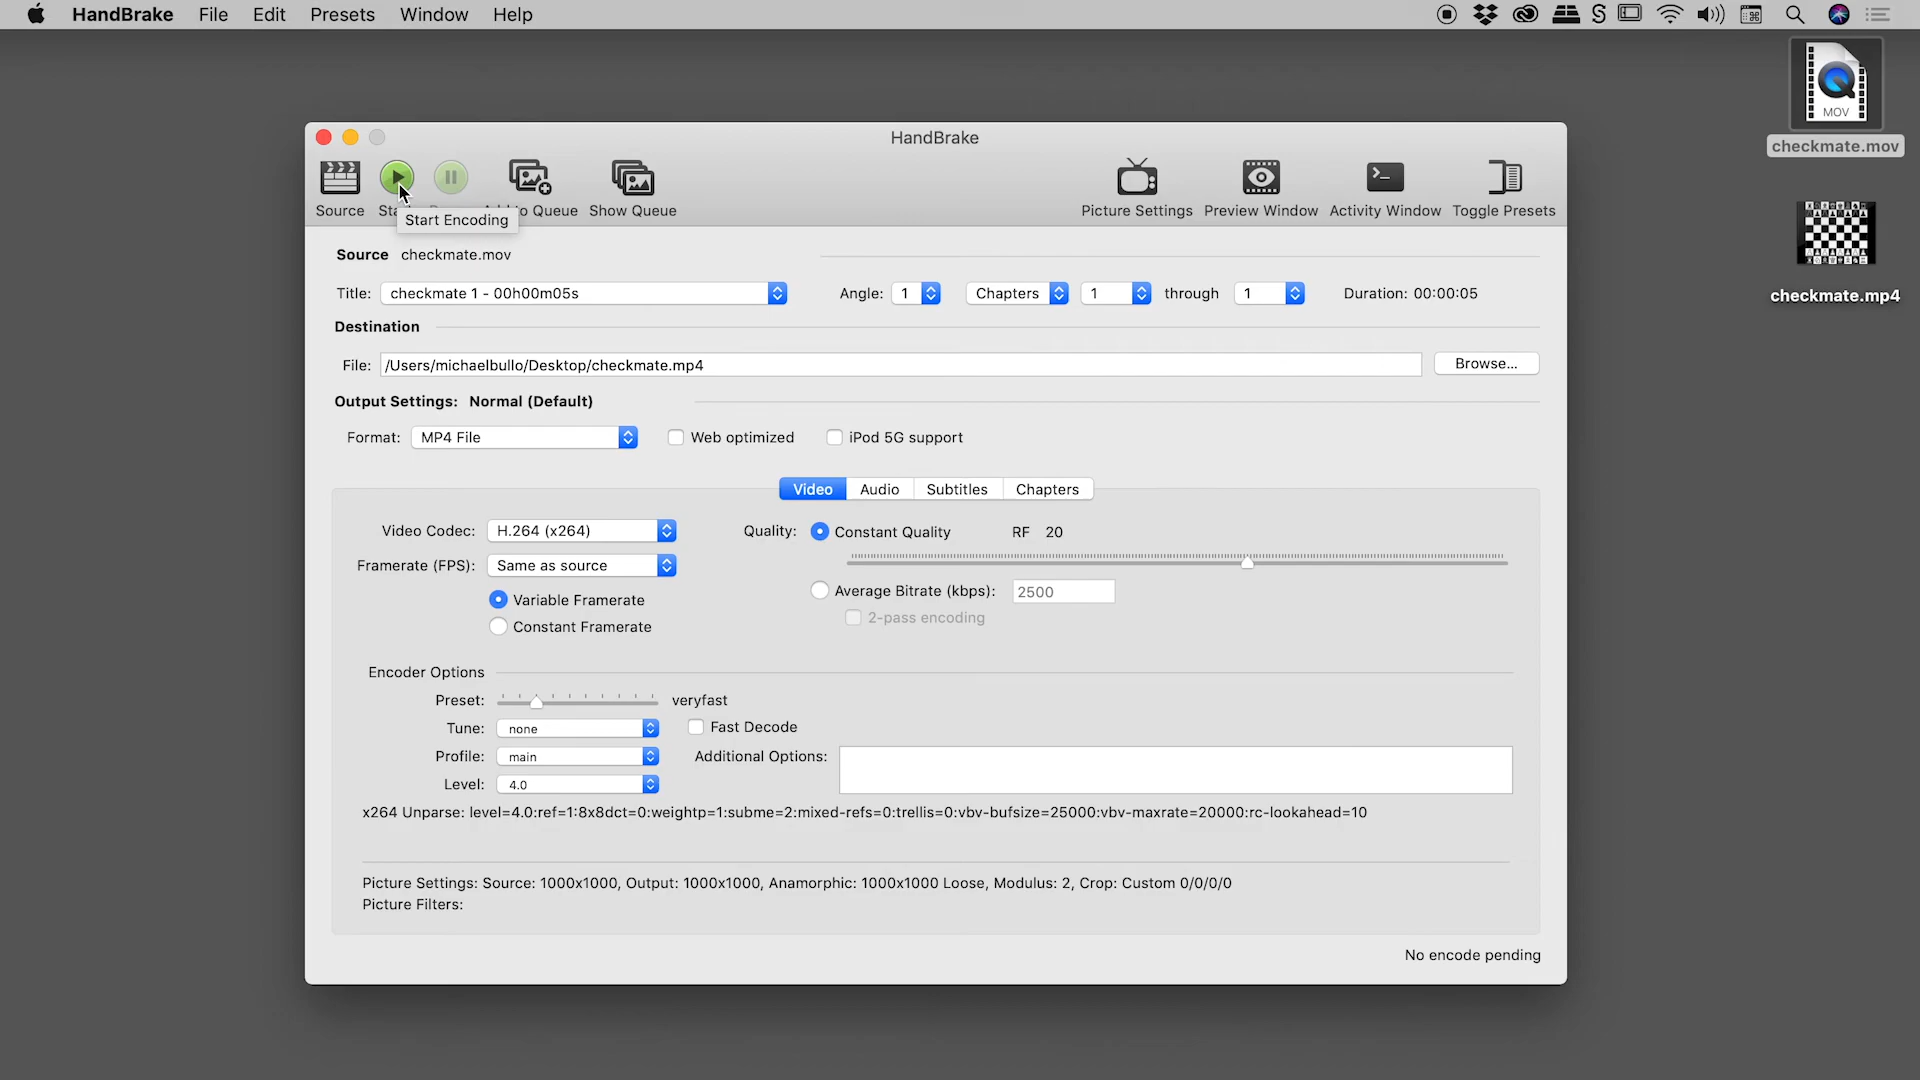 HandBrake File Edit Presets Window Help
MOV
checkmate.mov
checkmate.mp4
HandBrake
Source to Queue Show Queue Picture Settings Preview Window Activity Window Toggle Presets
Start Encoding
Source checkmate.mov
Title: checkmate 1 - 00h00m05s Angle: 1 Chapters 1 through 1 Duration: 00:00:05
Destination
File: /Users/michaelbullo/Desktop/checkmate.mp4 Browse...
Output Settings: Normal (Default)
Format: MP4 File Web optimized iPod 5G support
Video Audio Subtitles Chapters
Video Codec: H.264 (x264) Quality: Constant Quality RF 20
Framerate (FPS): Same as source
Variable Framerate Average Bitrate (kbps): 2500
Constant Framerate 2-pass encoding
Encoder Options
Preset: veryfast
Tune: none Fast Decode
Profile: main Additional Options:
Level: 4.0
x264 Unparse: level=4.0:ref=1:8x8dct=0:weightp=1:subme=2:mixed-refs=0:trellis=0:vbv-bufsize=25000:vbv-maxrate=20000:rc-lookahead=10
Picture Settings: Source: 1000x1000, Output: 1000x1000, Anamorphic: 1000x1000 Loose, Modulus: 2, Crop: Custom 0/0/0/0
Picture Filters:
No encode pending